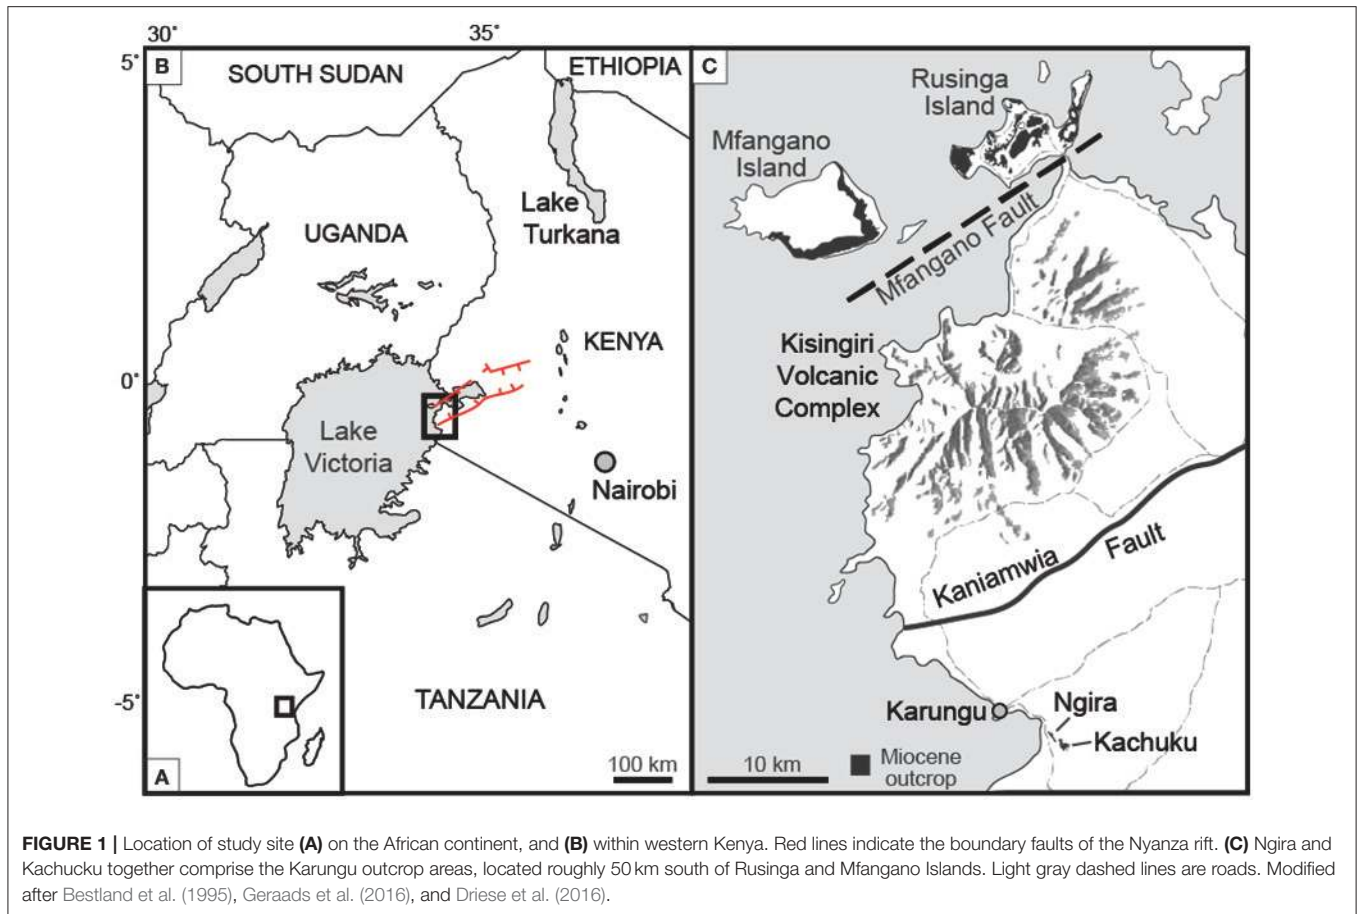 30°
35°
5°
B
SOUTH SUDAN
ETHIOPIA
C
Rusinga
Island
Mfangano
Island
Lake
Turkana
UGANDA
Mfangano Fault
KENYA
Kisingiri
Volcanic
Complex
0°
Lake
Victoria
Nairobi
Kaniamwia
Fault
-5°
TANZANIA
Karungu
Ngira
Kachuku
A
100 km
10 km
Miocene
outcrop
FIGURE 1 | Location of study site (A) on the African continent, and (B) within western Kenya. Red lines indicate the boundary faults of the Nyanza rift. (C) Ngira and
Kachucku together comprise the Karungu outcrop areas, located roughly 50 km south of Rusinga and Mfangano Islands. Light gray dashed lines are roads. Modified
after Bestland et al. (1995), Geraads et al. (2016), and Driese et al. (2016).